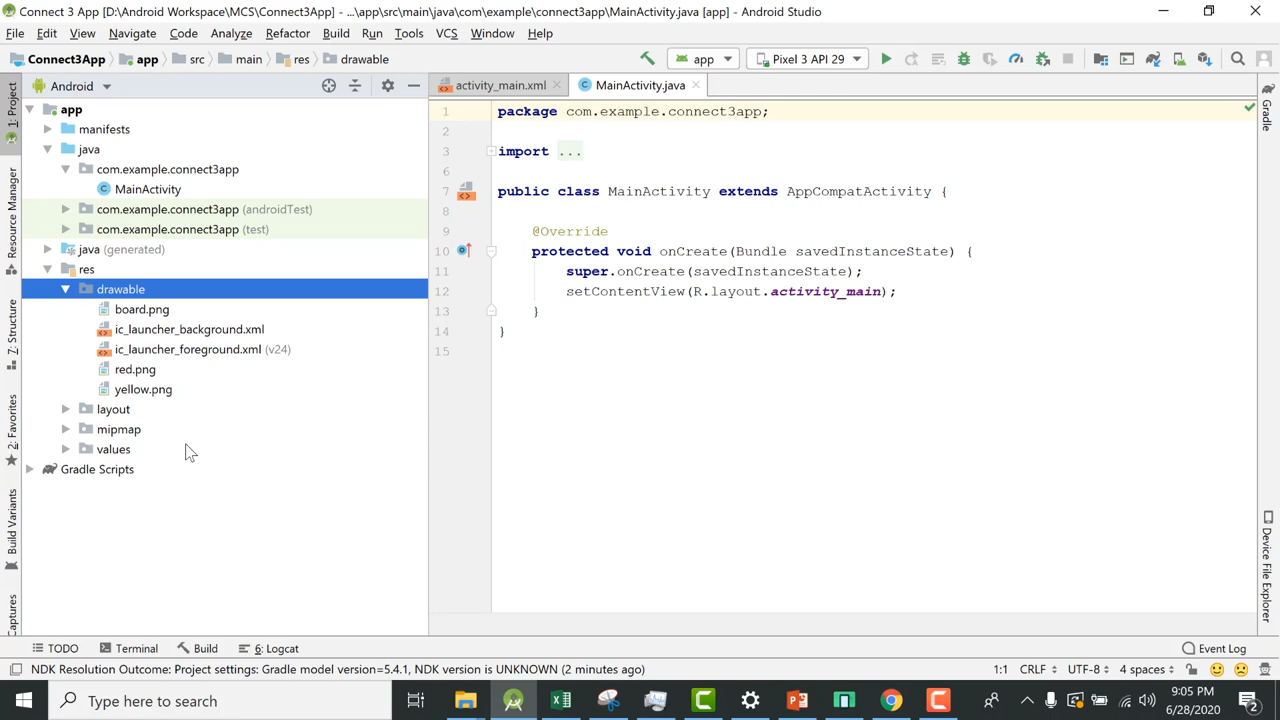 Connect 3 App [D:\Android Workspace\MCS\Connect3App] - ...\app\src\main\java\com\example\connect3app\MainActivity.java [app] - Android Studio
File Edit View Navigate Code Analyze Refactor Build Run Tools VCS Window Help
Connect3App app src main res drawable app Pixel 3 API 29
1: Project
Resource Manager
7: Structure
2: Favorites
Build Variants
Captures
Android
app
manifests
java
com.example.connect3app
MainActivity
com.example.connect3app (androidTest)
com.example.connect3app (test)
java (generated)
res
drawable
board.png
ic_launcher_background.xml
ic_launcher_foreground.xml (v24)
red.png
yellow.png
layout
mipmap
values
Gradle Scripts
activity_main.xml MainActivity.java
1 package com.example.connect3app;
2
3 import ...
6
7 public class MainActivity extends AppCompatActivity {
8
9 @Override
10 protected void onCreate(Bundle savedInstanceState) {
11 super.onCreate(savedInstanceState);
12 setContentView(R.layout.activity_main);
13 }
14 }
15
Gradle
Device File Explorer
TODO Terminal Build 6: Logcat Event Log
NDK Resolution Outcome: Project settings: Gradle model version=5.4.1, NDK version is UNKNOWN (2 minutes ago) 1:1 CRLF UTF-8 4 spaces
Type here to search
9:05 PM
6/28/2020
2